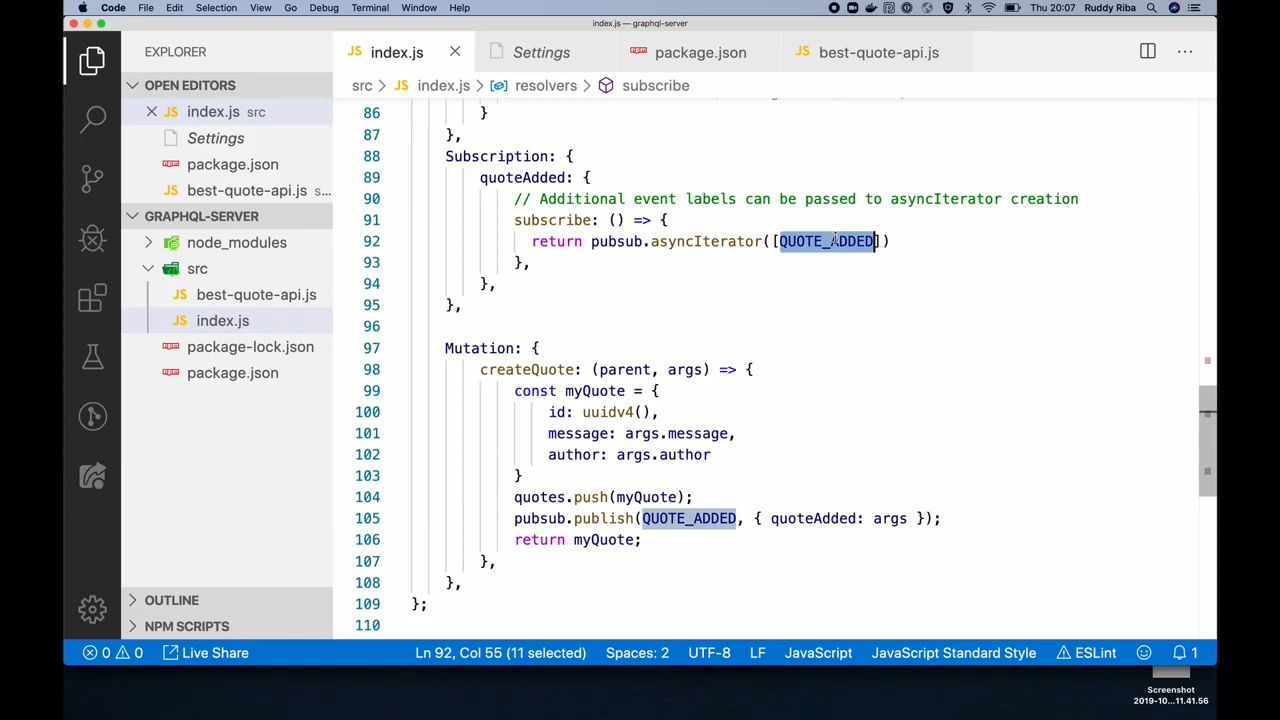 Code File Edit Selection View Go Debug Terminal Window Help Thu 20:07 Ruddy Riba
index.js — graphql-server
EXPLORER
JS index.js
Settings
package.json
JS best-quote-api.js
src > JS index.js > resolvers > subscribe
OPEN EDITORS
JS index.js src
Settings
package.json
JS best-quote-api.js s...
GRAPHQL-SERVER
node_modules
src
JS best-quote-api.js
JS index.js
package-lock.json
package.json
OUTLINE
NPM SCRIPTS
86 }
87 },
88 Subscription: {
89 quoteAdded: {
90 // Additional event labels can be passed to asyncIterator creation
91 subscribe: () => {
92 return pubsub.asyncIterator([QUOTE_ADDED])
93 },
94 },
95 },
96
97 Mutation: {
98 createQuote: (parent, args) => {
99 const myQuote = {
100 id: uuidv4(),
101 message: args.message,
102 author: args.author
103 }
104 quotes.push(myQuote);
105 pubsub.publish(QUOTE_ADDED, { quoteAdded: args });
106 return myQuote;
107 },
108 },
109 };
110
0 0 Live Share Ln 92, Col 55 (11 selected) Spaces: 2 UTF-8 LF JavaScript JavaScript Standard Style ESLint 1
Screenshot
2019-10...11.41.56